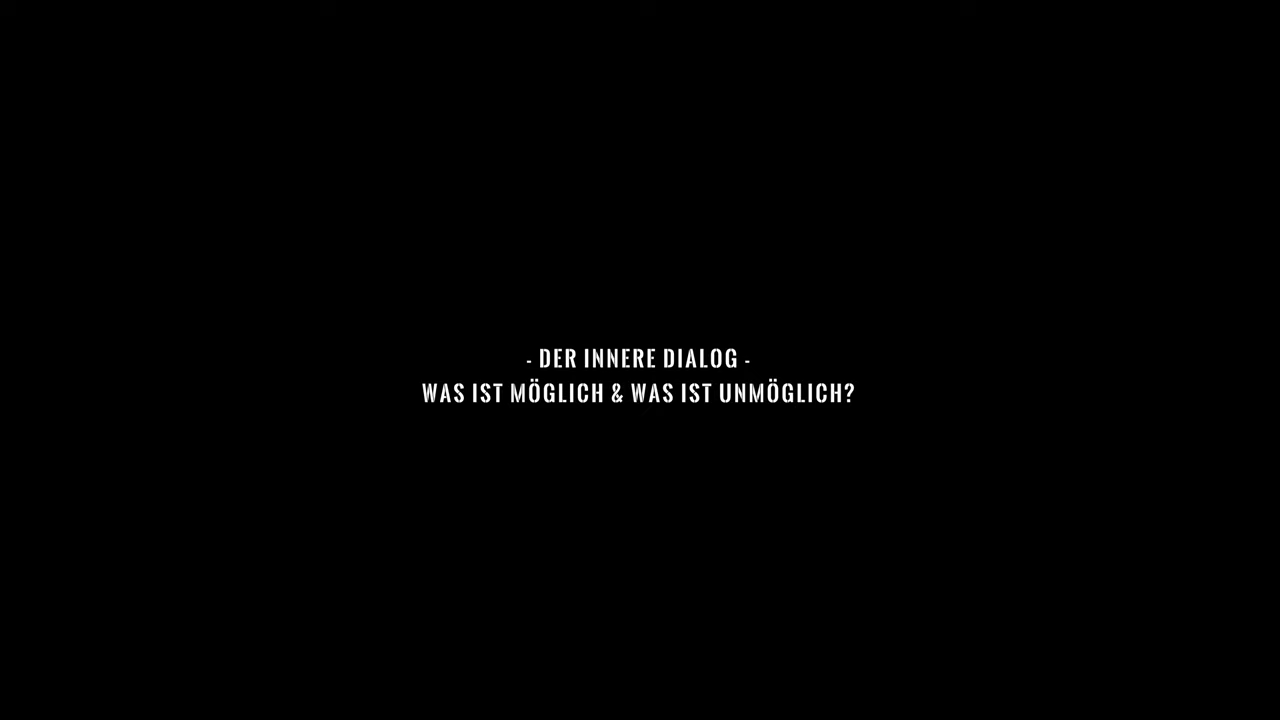 - DER INNERE DIALOG -
WAS IST MÖGLICH & WAS IST UNMÖGLICH?